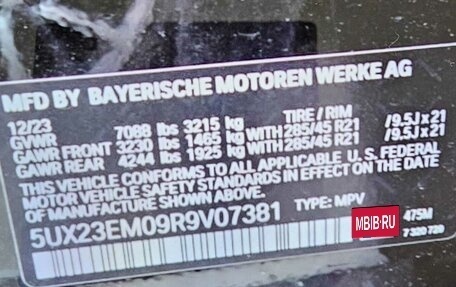 MFD BY BAYERISCHE MOTOREN WERKE AG
12/23 TIRE / RIM
GVWR 7088 lbs 3215 kg
GAWR FRONT 3230 lbs 1465 kg WITH 285/45 R21 /9.5J×21
GAWR REAR 4244 lbs 1925 kg WITH 285/45 R21 /9.5J×21
THIS VEHICLE CONFORMS TO ALL APPLICABLE U.S. FEDERAL
MOTOR VEHICLE SAFETY STANDARDS IN EFFECT ON THE DATE
OF MANUFACTURE SHOWN ABOVE.
5UX23EM09R9V07381 TYPE: MPV
MBIB.RU 475M
7 320 730